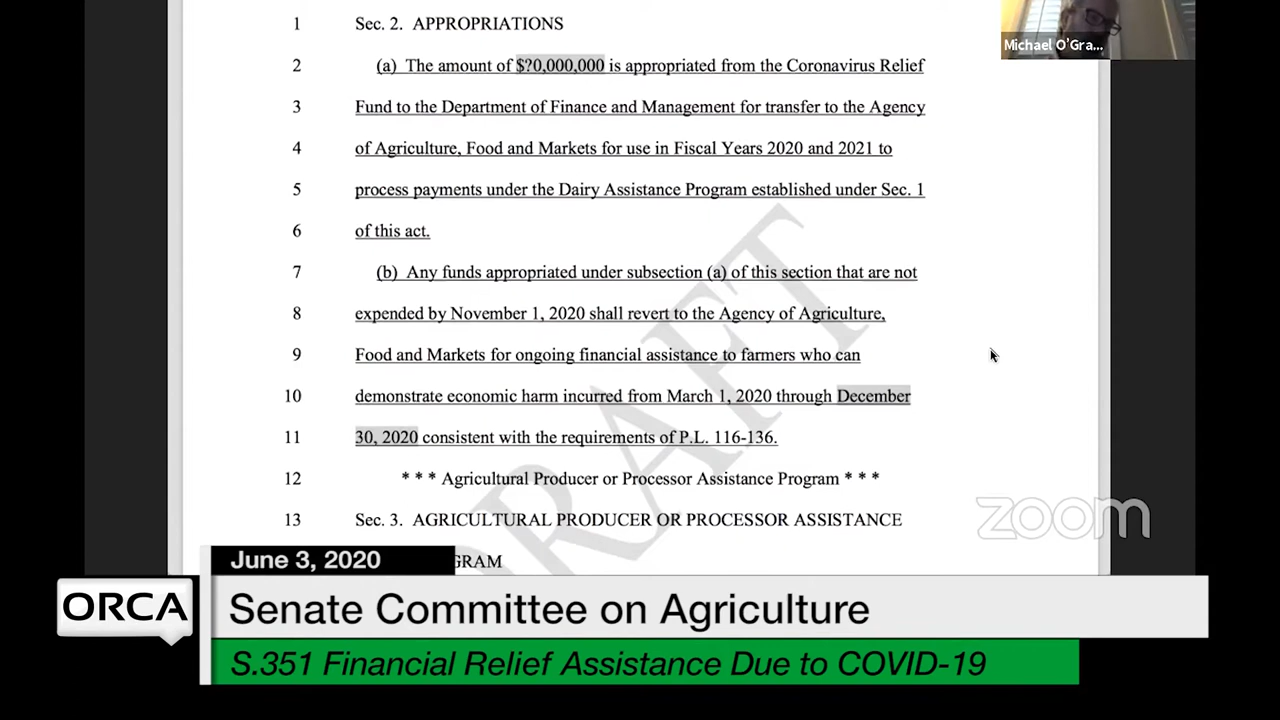 1 Sec. 2. APPROPRIATIONS
Michael O'Gra...
2 (a) The amount of $?0,000,000 is appropriated from the Coronavirus Relief
3 Fund to the Department of Finance and Management for transfer to the Agency
4 of Agriculture, Food and Markets for use in Fiscal Years 2020 and 2021 to
5 process payments under the Dairy Assistance Program established under Sec. 1
6 of this act.
7 (b) Any funds appropriated under subsection (a) of this section that are not
8 expended by November 1, 2020 shall revert to the Agency of Agriculture,
9 Food and Markets for ongoing financial assistance to farmers who can
10 demonstrate economic harm incurred from March 1, 2020 through December
11 30, 2020 consistent with the requirements of P.L. 116-136.
12 * * * Agricultural Producer or Processor Assistance Program * * *
13 Sec. 3. AGRICULTURAL PRODUCER OR PROCESSOR ASSISTANCE
GRAM
DRAFT
zoom
June 3, 2020
ORCA
Senate Committee on Agriculture
S.351 Financial Relief Assistance Due to COVID-19